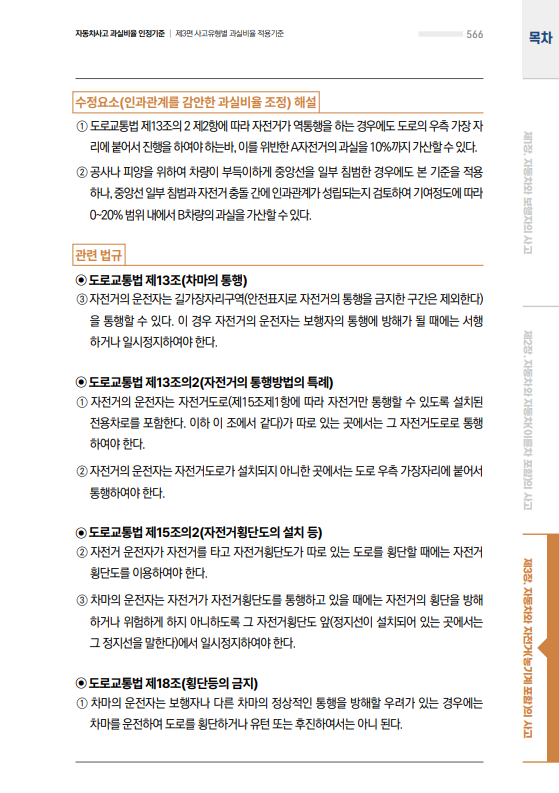 자동차사고 과실비율 인정기준 | 제3편 사고유형별 과실비율 적용기준
566
목차
수정요소(인과관계를 감안한 과실비율 조정) 해설
① 도로교통법 제13조의 2 제2항에 따라 자전거가 역통행을 하는 경우에도 도로의 우측 가장 자
리에 붙어서 진행을 하여야 하는바, 이를 위반한 A자전거의 과실을 10%까지 가산할 수 있다.
② 공사나 피양을 위하여 차량이 부득이하게 중앙선을 일부 침범한 경우에도 본 기준을 적용
하나, 중앙선 일부 침범과 자전거 충돌 간에 인과관계가 성립되는지 검토하여 기여정도에 따라
0~20% 범위 내에서 B차량의 과실을 가산할 수 있다.
관련 법규
◉ 도로교통법 제13조(차마의 통행)
③ 자전거의 운전자는 길가장자리구역(안전표지로 자전거의 통행을 금지한 구간은 제외한다)
을 통행할 수 있다. 이 경우 자전거의 운전자는 보행자의 통행에 방해가 될 때에는 서행
하거나 일시정지하여야 한다.
◉ 도로교통법 제13조의2(자전거의 통행방법의 특례)
① 자전거의 운전자는 자전거도로(제15조제1항에 따라 자전거만 통행할 수 있도록 설치된
전용차로를 포함한다. 이하 이 조에서 같다)가 따로 있는 곳에서는 그 자전거도로로 통행
하여야 한다.
② 자전거의 운전자는 자전거도로가 설치되지 아니한 곳에서는 도로 우측 가장자리에 붙어서
통행하여야 한다.
◉ 도로교통법 제15조의2(자전거횡단도의 설치 등)
② 자전거 운전자가 자전거를 타고 자전거횡단도가 따로 있는 도로를 횡단할 때에는 자전거
횡단도를 이용하여야 한다.
③ 차마의 운전자는 자전거가 자전거횡단도를 통행하고 있을 때에는 자전거의 횡단을 방해
하거나 위험하게 하지 아니하도록 그 자전거횡단도 앞(정지선이 설치되어 있는 곳에서는
그 정지선을 말한다)에서 일시정지하여야 한다.
◉ 도로교통법 제18조(횡단등의 금지)
① 차마의 운전자는 보행자나 다른 차마의 정상적인 통행을 방해할 우려가 있는 경우에는
차마를 운전하여 도로를 횡단하거나 유턴 또는 후진하여서는 아니 된다.
제1장. 자동차와 보행자의 사고
제2장. 자동차와 자동차(이륜차 포함)의 사고
제3장. 자동차와 자전거(농기계 포함)의 사고